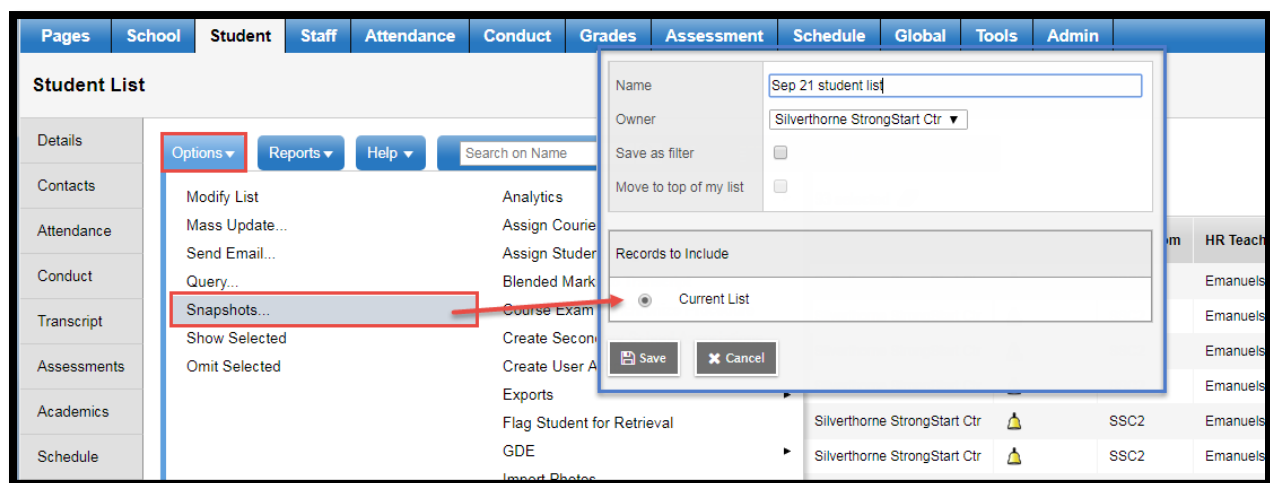 Pages School Student Staff Attendance Conduct Grades Assessment Schedule Global Tools Admin
Student List
Details
Contacts
Attendance
Conduct
Transcript
Assessments
Academics
Schedule
Options Reports Help Search on Name
Modify List
Mass Update...
Send Email...
Query...
Snapshots...
Show Selected
Omit Selected
Analytics
Assign Courie
Assign Studen
Blended Mark
Course Exam
Create Secon
Create User A
Exports
Flag Student for Retrieval
GDE
Import Photos
Name Sep 21 student list
Owner Silverthorne StrongStart Ctr
Save as filter
Move to top of my list
Records to Include
Current List
Save Cancel
om HR Teach
Emanuels
Emanuels
Emanuels
Emanuels
Silverthorne StrongStart Ctr SSC2 Emanuels
Silverthorne StrongStart Ctr SSC2 Emanuels